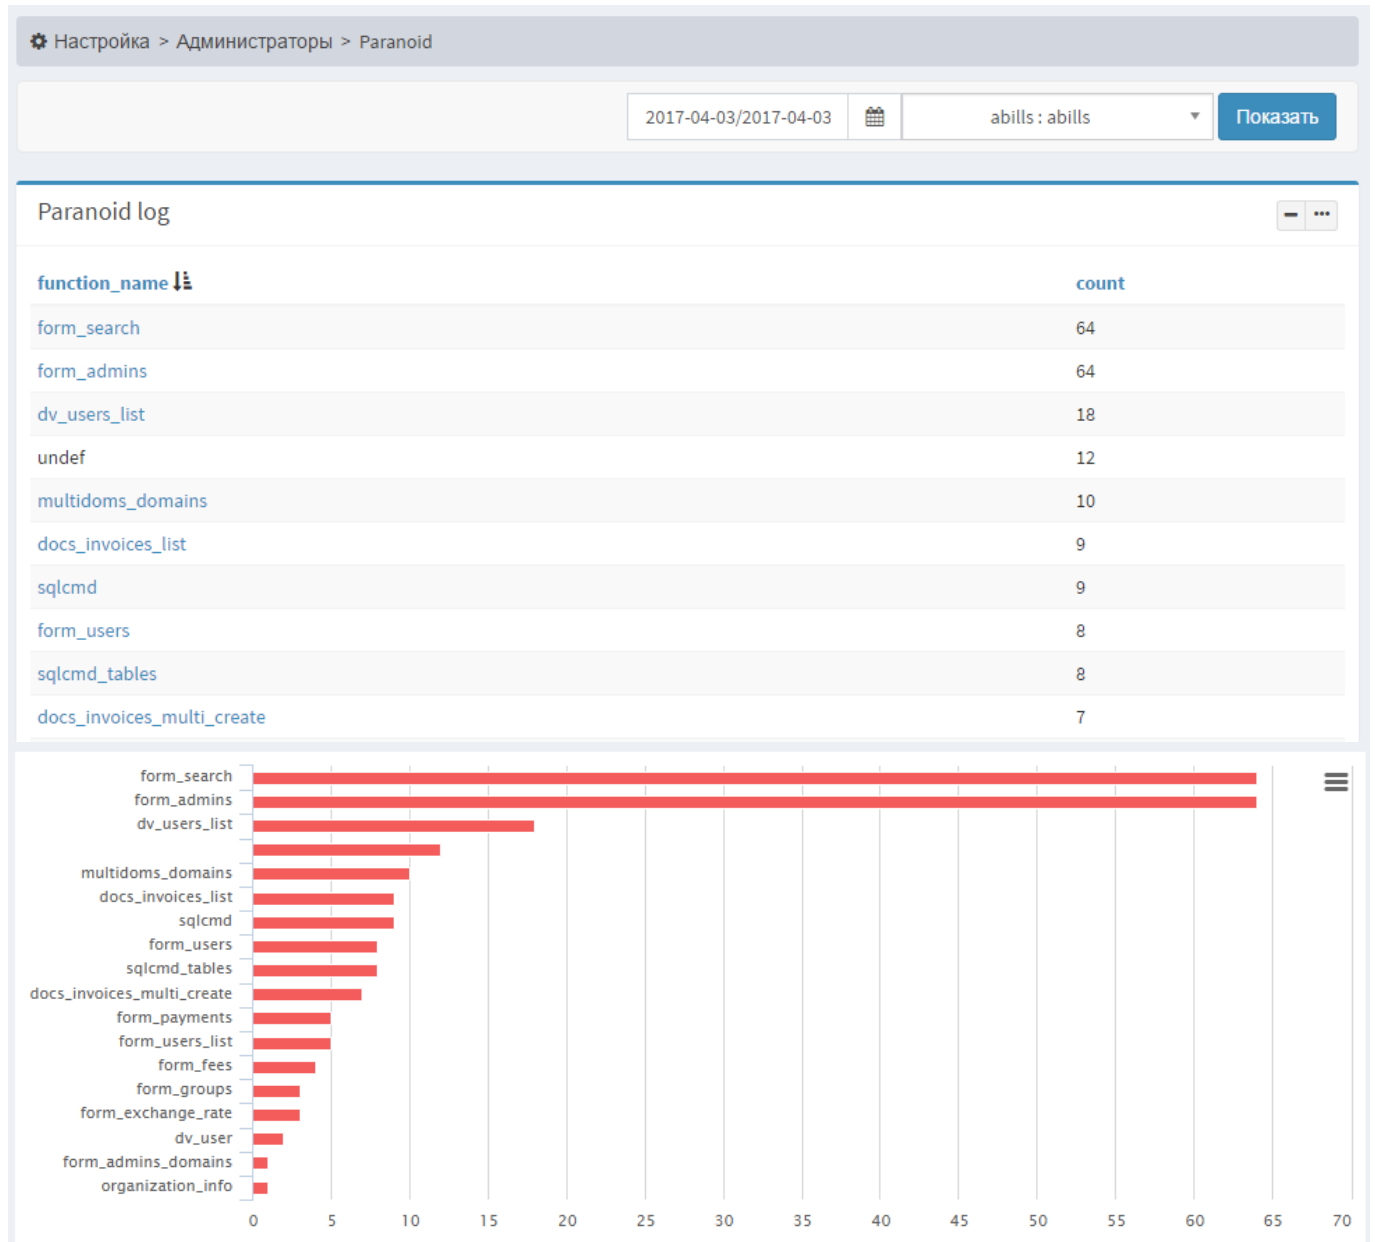 Настройка > Администраторы > Paranoid
2017-04-03/2017-04-03 abills : abills Показать
Paranoid log
function_name count
form_search 64
form_admins 64
dv_users_list 18
undef 12
multidoms_domains 10
docs_invoices_list 9
sqlcmd 9
form_users 8
sqlcmd_tables 8
docs_invoices_multi_create 7
form_search
form_admins
dv_users_list
multidoms_domains
docs_invoices_list
sqlcmd
form_users
sqlcmd_tables
docs_invoices_multi_create
form_payments
form_users_list
form_fees
form_groups
form_exchange_rate
dv_user
form_admins_domains
organization_info
0 5 10 15 20 25 30 35 40 45 50 55 60 65 70